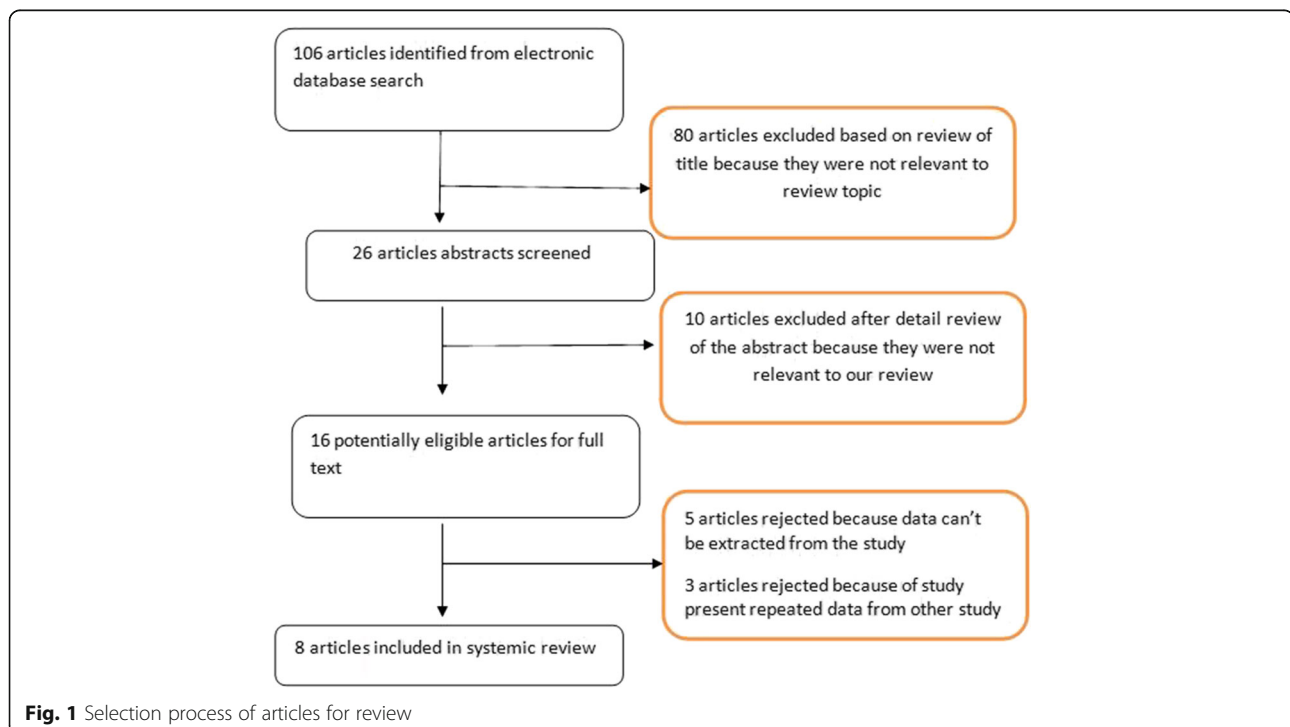 106 articles identified from electronic
database search
80 articles excluded based on review of
title because they were not relevant to
review topic
26 articles abstracts screened
10 articles excluded after detail review
of the abstract because they were not
relevant to our review
16 potentially eligible articles for full
text
5 articles rejected because data can't
be extracted from the study
3 articles rejected because of study
present repeated data from other study
8 articles included in systemic review
Fig. 1 Selection process of articles for review